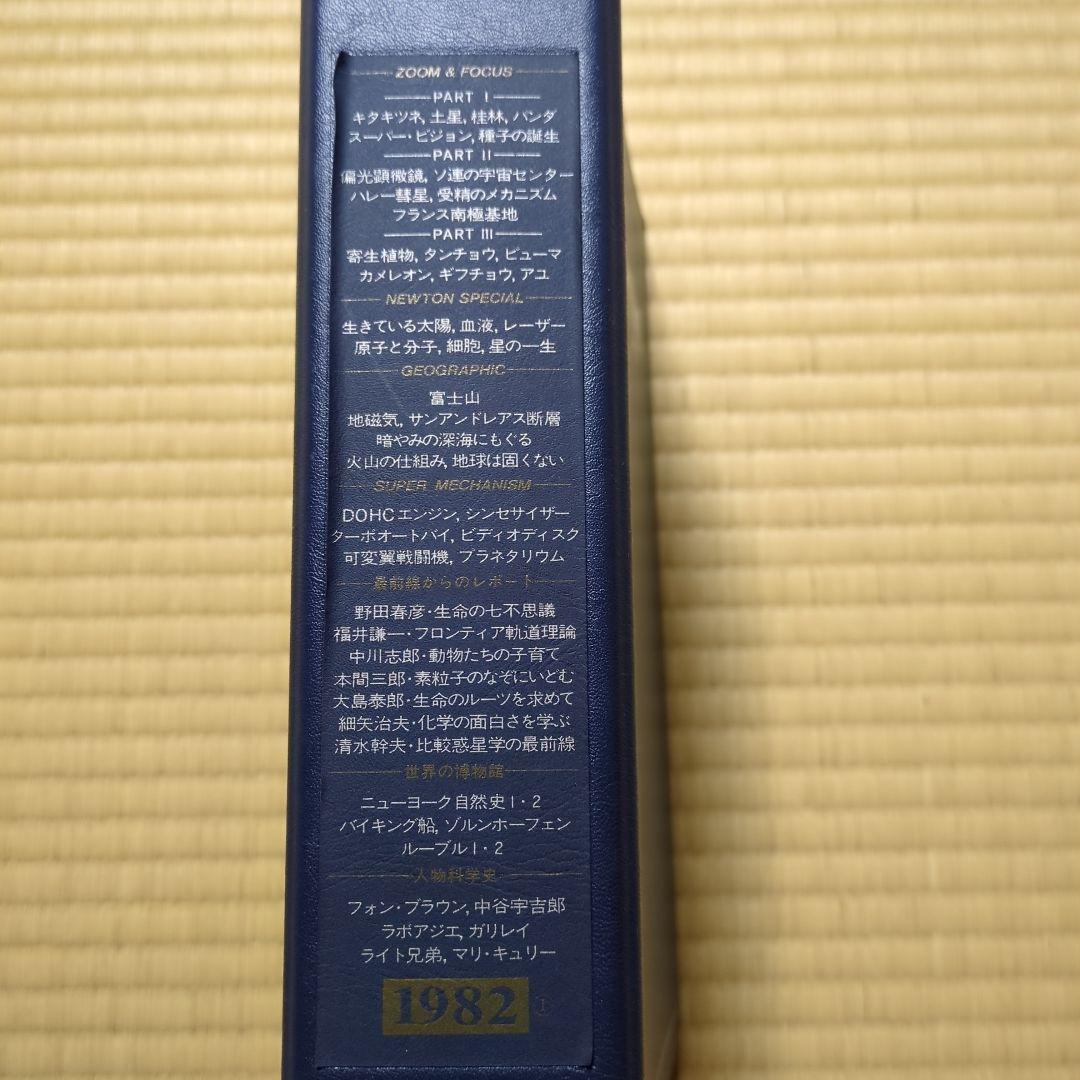 ZOOM & FOCUS
PART I
キタキツネ, 土星, 桂林, パンダ
スーパー・ビジョン, 種子の誕生
PART II
偏光顕微鏡, ソ連の宇宙センター
ハレー彗星, 受精のメカニズム
フランス南極基地
PART III
寄生植物, タンチョウ, ピューマ
カメレオン, ギフチョウ, アユ
NEWTON SPECIAL
生きている太陽, 血液, レーザー
原子と分子, 細胞, 星の一生
GEOGRAPHIC
富士山
地磁気, サンアンドレアス断層
暗やみの深海にもぐる
火山の仕組み, 地球は固くない
SUPER MECHANISM
DOHCエンジン, シンセサイザー
ターボオートバイ, ビディオディスク
可変翼戦闘機, プラネタリウム
最前線からのレポート
野田春彦・生命の七不思議
福井謙一・フロンティア軌道理論
中川志郎・動物たちの子育て
本間三郎・素粒子のなぞにいどむ
大島泰郎・生命のルーツを求めて
細矢治夫・化学の面白さを学ぶ
清水幹夫・比較惑星学の最前線
世界の博物館
ニューヨーク自然史1・2
バイキング船, ゾルンホーフェン
ルーブル1・2
人物科学史
フォン・ブラウン, 中谷宇吉郎
ラボアジエ, ガリレイ
ライト兄弟, マリ・キュリー
1982 ①